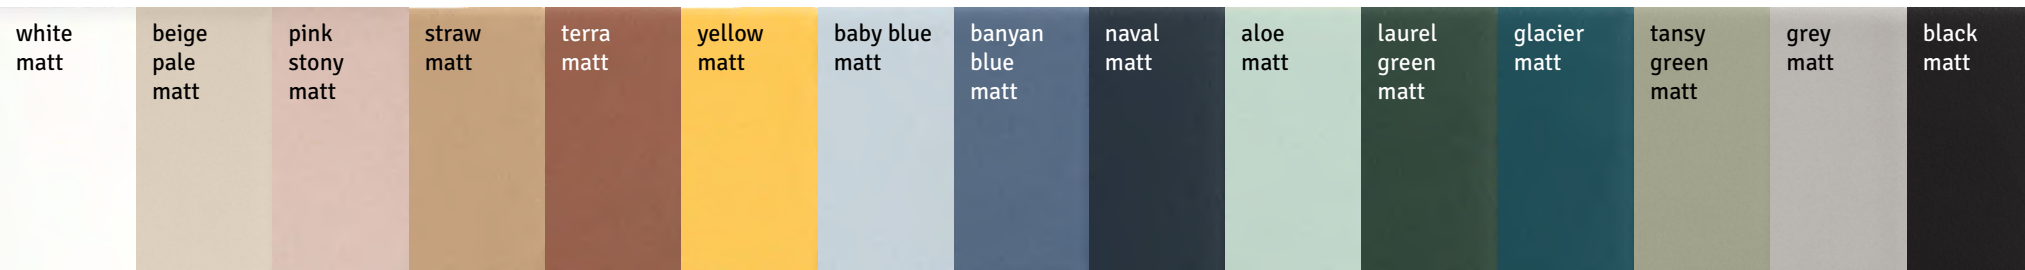 white
matt
beige
pale
matt
pink
stony
matt
straw
matt
terra
matt
yellow
matt
baby blue
matt
banyan
blue
matt
naval
matt
aloe
matt
laurel
green
matt
glacier
matt
tansy
green
matt
grey
matt
black
matt